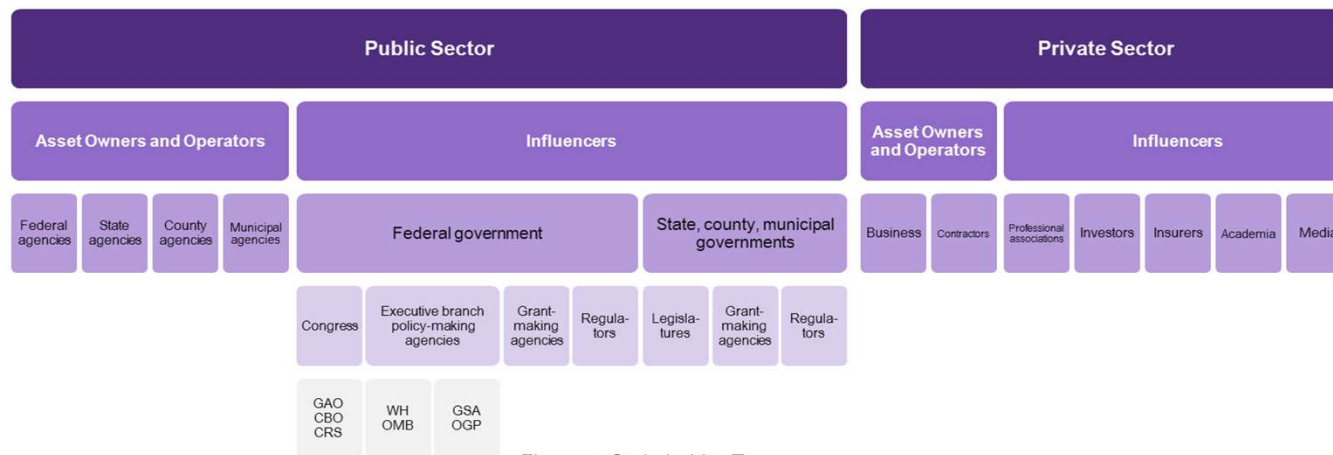 Public Sector
Private Sector
Asset Owners and Operators
Influencers
Asset Owners
and Operators
Influencers
Federal
agencies
State
agencies
County
agencies
Municipal
agencies
Federal government
State, county, municipal
governments
Business
Contractors
Professional
associations
Investors
Insurers
Academia
Media
Congress
Executive branch
policy-making
agencies
Grant-
making
agencies
Regula-
tors
Legisla-
tures
Grant-
making
agencies
Regula-
tors
GAO
CBO
CRS
WH
OMB
GSA
OGP